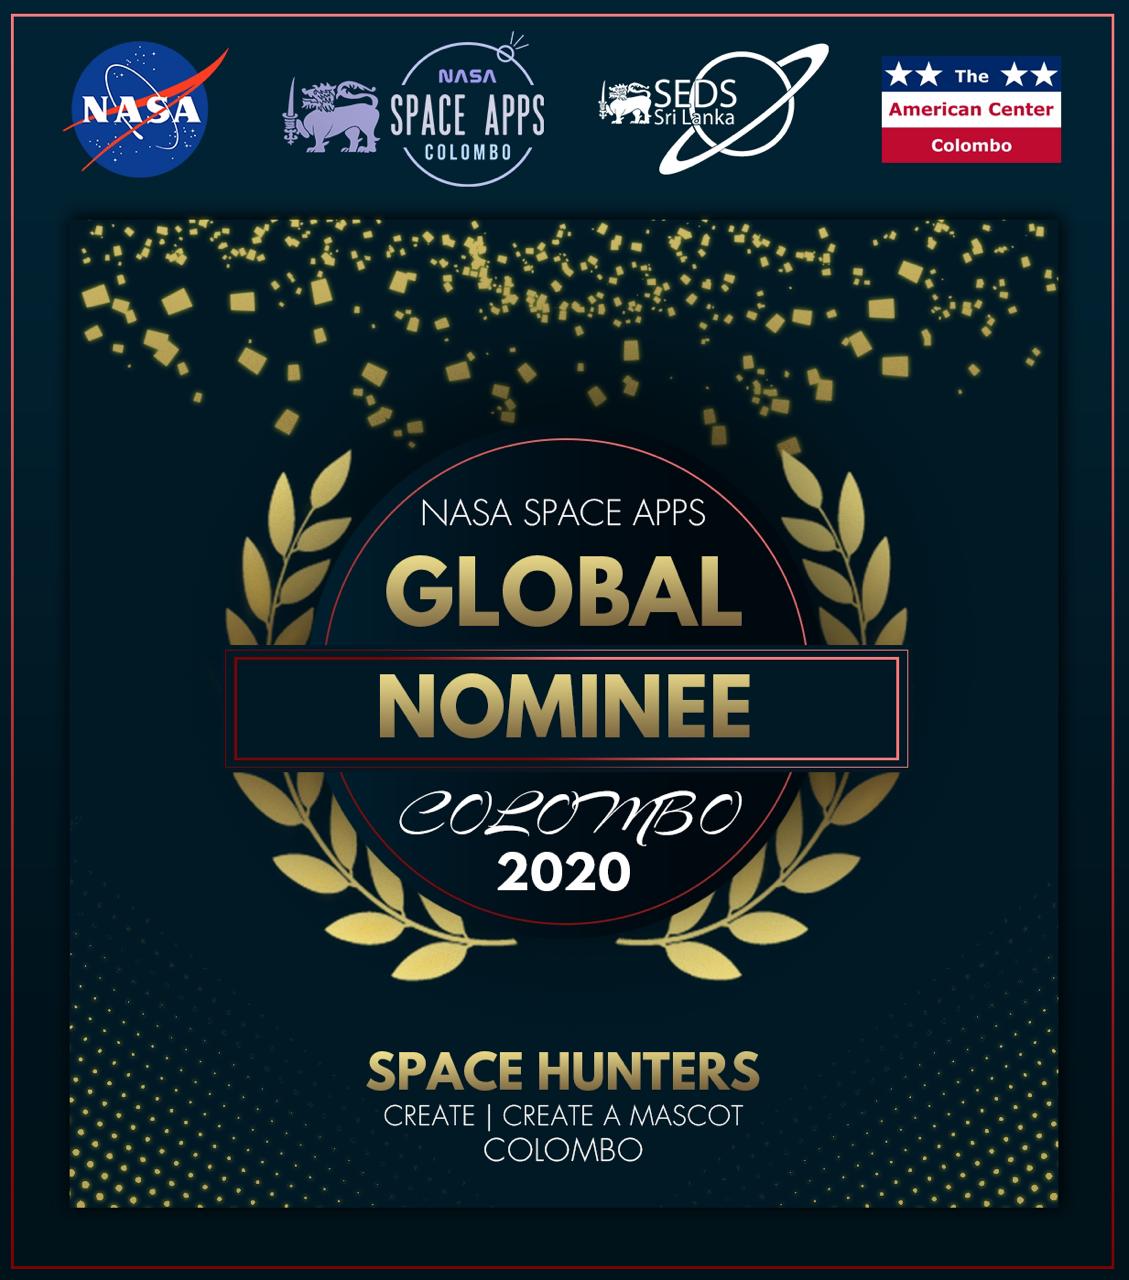 NASA
NASA
SPACE APPS
COLOMBO
SEDS
Sri Lanka
The
American Center
Colombo
NASA SPACE APPS
GLOBAL
NOMINEE
COLOMBO
2020
SPACE HUNTERS
CREATE | CREATE A MASCOT
COLOMBO